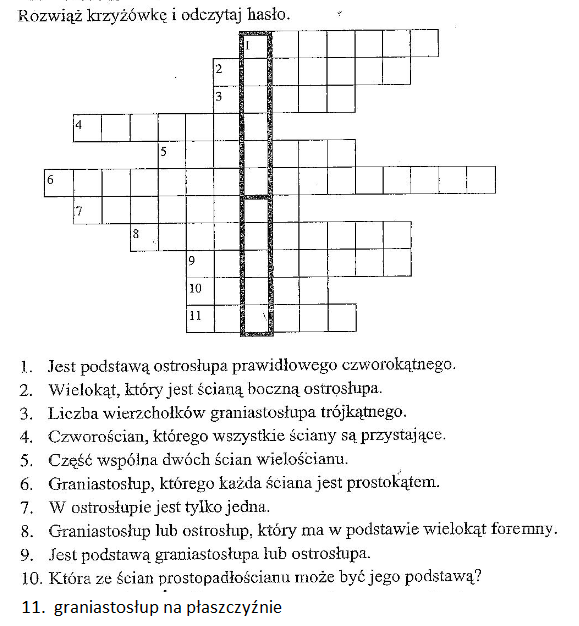 Rozwiąż krzyżówkę i odczytaj hasło.
1
2
3
4
5
6
7
8
9
10
11
1. Jest podstawą ostrosłupa prawidłowego czworokątnego.
2. Wielokąt, który jest ścianą boczną ostrosłupa.
3. Liczba wierzchołków graniastosłupa trójkątnego.
4. Czworościan, którego wszystkie ściany są przystające.
5. Część wspólna dwóch ścian wielościanu.
6. Graniastosłup, którego każda ściana jest prostokątem.
7. W ostrosłupie jest tylko jedna.
8. Graniastosłup lub ostrosłup, który ma w podstawie wielokąt foremny.
9. Jest podstawą graniastosłupa lub ostrosłupa.
10. Która ze ścian prostopadłościanu może być jego podstawą?
11. graniastosłup na płaszczyźnie